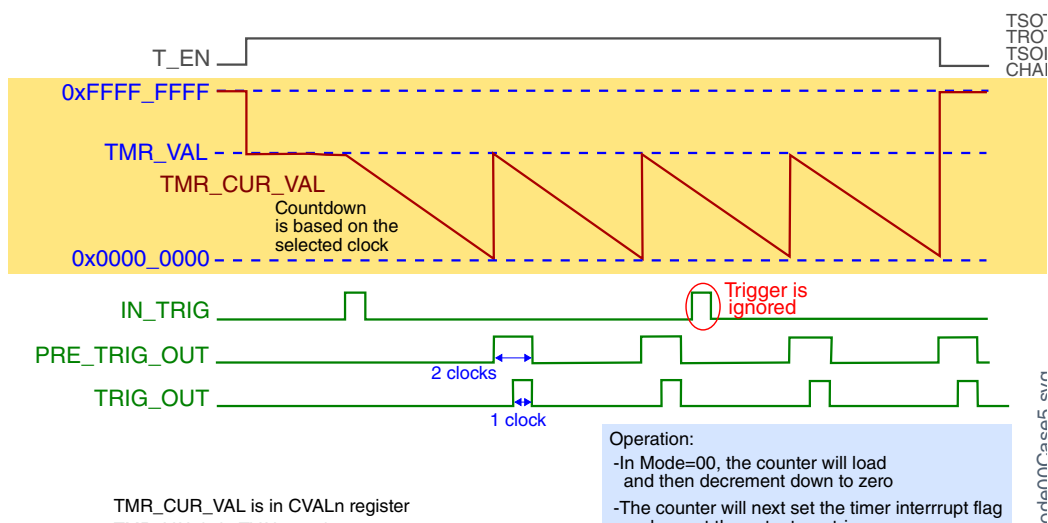 T_EN
0xFFFF_FFFF
TMR_VAL
TMR_CUR_VAL
Countdown
is based on the
selected clock
0x0000_0000
IN_TRIG
Trigger is
ignored
PRE_TRIG_OUT
2 clocks
TRIG_OUT
1 clock
Operation:
-In Mode=00, the counter will load
and then decrement down to zero
-The counter will next set the timer interrrupt flag
TMR_CUR_VAL is in CVALn register